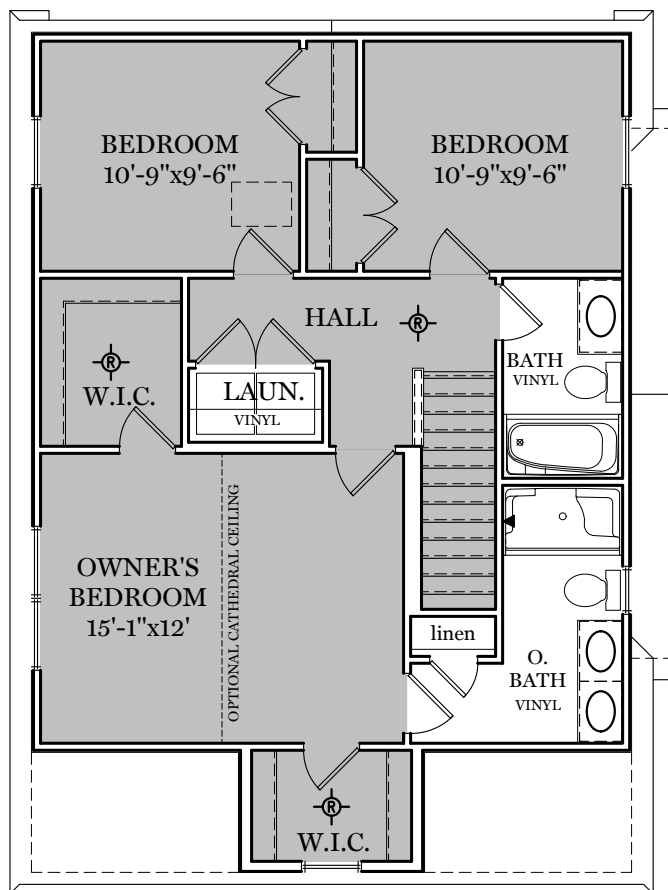 BEDROOM
10'-9"x9'-6"
BEDROOM
10'-9"x9'-6"
HALL
R
R
W.I.C.
LAUN.
VINYL
BATH
VINYL
OWNER'S
BEDROOM
15'-1"x12'
OPTIONAL CATHEDRAL CEILING
linen
O.
BATH
VINYL
R
W.I.C.